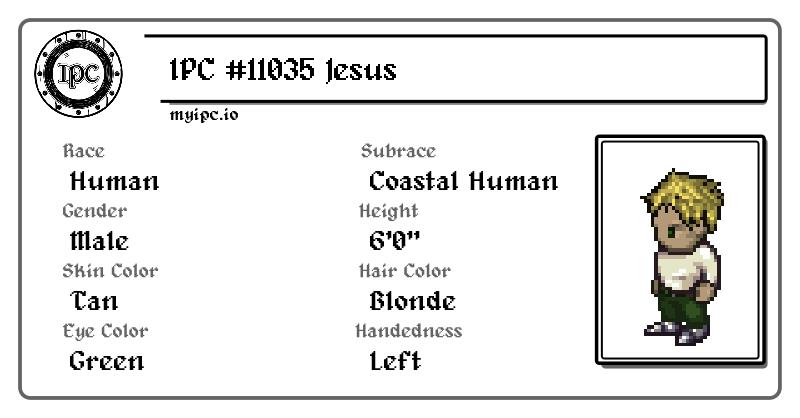 IPC
IPC #11035 Jesus
myipc.io
Race
Human
Subrace
Coastal Human
Gender
Male
Height
6'0"
Skin Color
Tan
Hair Color
Blonde
Eye Color
Green
Handedness
Left